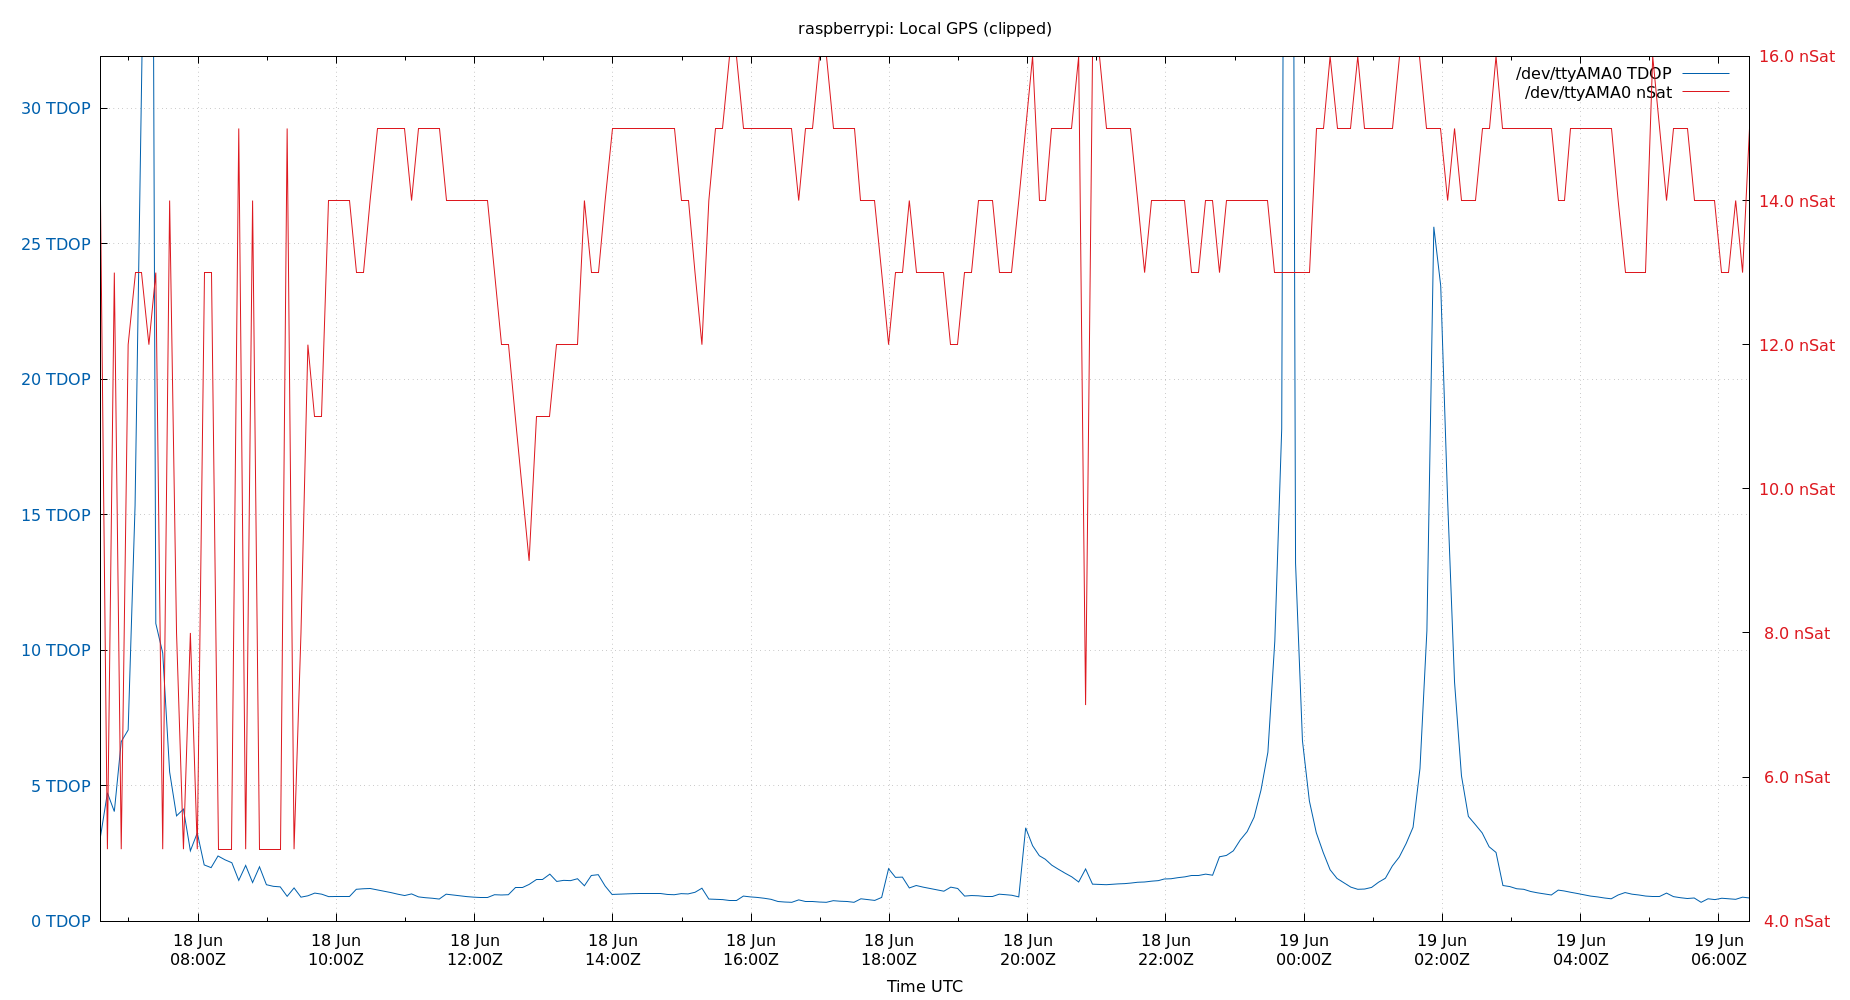 raspberrypi: Local GPS (clipped)
/dev/ttyAMA0 TDOP
/dev/ttyAMA0 nSat
30 TDOP
25 TDOP
20 TDOP
15 TDOP
10 TDOP
5 TDOP
0 TDOP
16.0 nSat
14.0 nSat
12.0 nSat
10.0 nSat
8.0 nSat
6.0 nSat
4.0 nSat
18 Jun
08:00Z
18 Jun
10:00Z
18 Jun
12:00Z
18 Jun
14:00Z
18 Jun
16:00Z
18 Jun
18:00Z
18 Jun
20:00Z
18 Jun
22:00Z
19 Jun
00:00Z
19 Jun
02:00Z
19 Jun
04:00Z
19 Jun
06:00Z
Time UTC